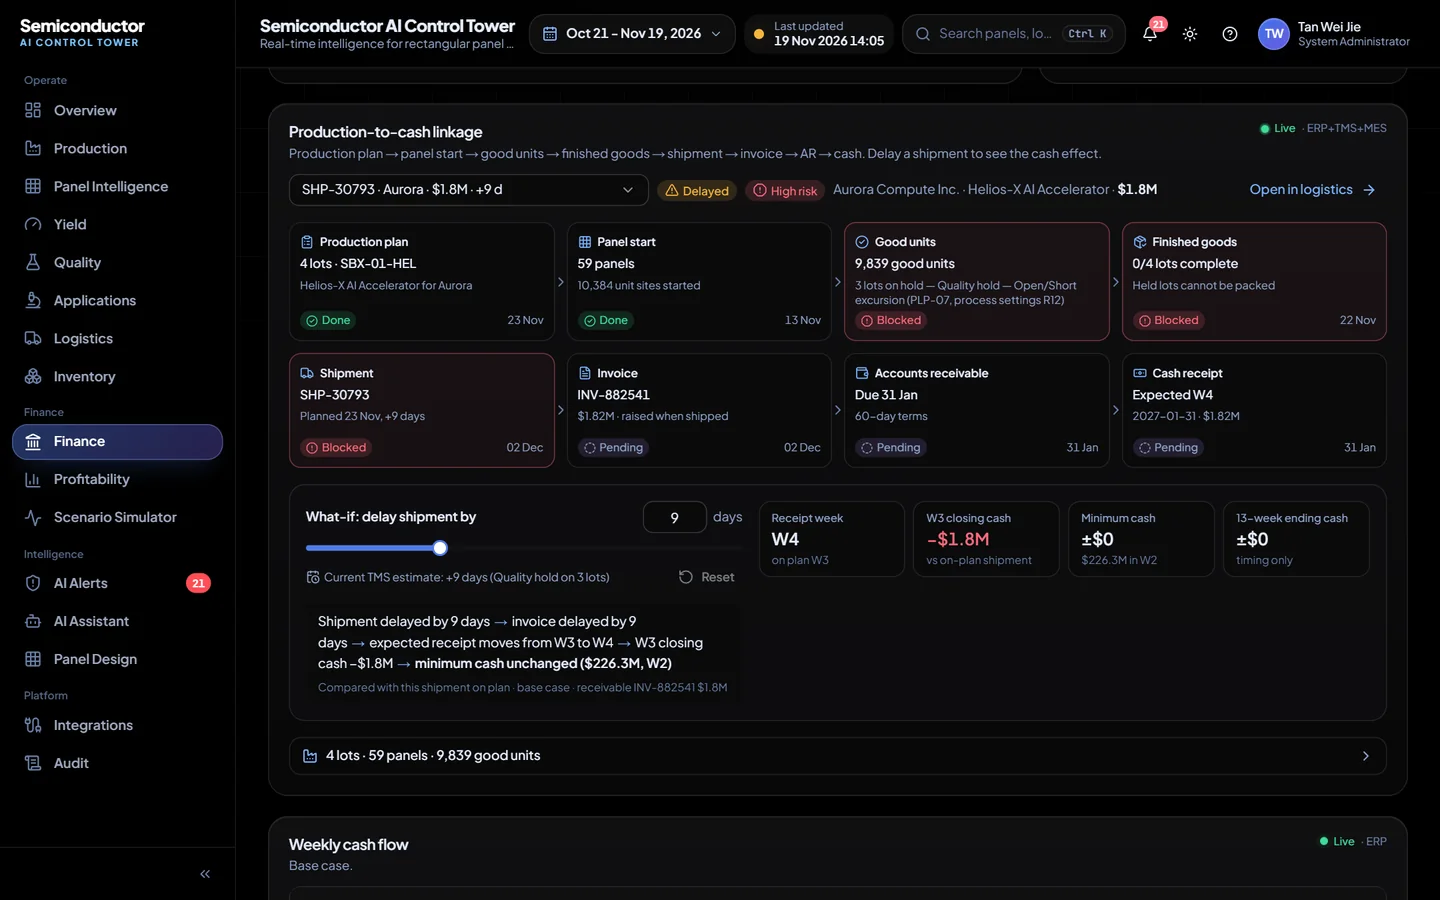 Semiconductor
AI CONTROL TOWER
Operate
Overview
Production
Panel Intelligence
Yield
Quality
Applications
Logistics
Inventory
Finance
Finance
Profitability
Scenario Simulator
Intelligence
AI Alerts
21
AI Assistant
Panel Design
Platform
Integrations
Audit
Semiconductor AI Control Tower
Real-time intelligence for rectangular panel ...
Oct 21 – Nov 19, 2026
Last updated
19 Nov 2026 14:05
Search panels, lo...
Ctrl K
21
TW
Tan Wei Jie
System Administrator
Production-to-cash linkage
Live · ERP+TMS+MES
Production plan → panel start → good units → finished goods → shipment → invoice → AR → cash. Delay a shipment to see the cash effect.
SHP-30793 · Aurora · $1.8M · +9 d
Delayed
High risk
Aurora Compute Inc. · Helios-X AI Accelerator · $1.8M
Open in logistics →
Production plan
4 lots · SBX-01-HEL
Helios-X AI Accelerator for Aurora
Done
23 Nov
Panel start
59 panels
10,384 unit sites started
Done
13 Nov
Good units
9,839 good units
3 lots on hold — Quality hold — Open/Short
excursion (PLP-07, process settings R12)
Blocked
Finished goods
0/4 lots complete
Held lots cannot be packed
Blocked
22 Nov
Shipment
SHP-30793
Planned 23 Nov, +9 days
Blocked
02 Dec
Invoice
INV-882541
$1.82M · raised when shipped
Pending
02 Dec
Accounts receivable
Due 31 Jan
60-day terms
Pending
31 Jan
Cash receipt
Expected W4
2027-01-31 · $1.82M
Pending
31 Jan
What-if: delay shipment by
9
days
Current TMS estimate: +9 days (Quality hold on 3 lots)
Reset
Shipment delayed by 9 days → invoice delayed by 9
days → expected receipt moves from W3 to W4 → W3 closing
cash −$1.8M → minimum cash unchanged ($226.3M, W2)
Compared with this shipment on plan · base case · receivable INV-882541 $1.8M
Receipt week
W4
on plan W3
W3 closing cash
−$1.8M
vs on-plan shipment
Minimum cash
±$0
$226.3M in W2
13-week ending cash
±$0
timing only
4 lots · 59 panels · 9,839 good units
Weekly cash flow
Live · ERP
Base case.